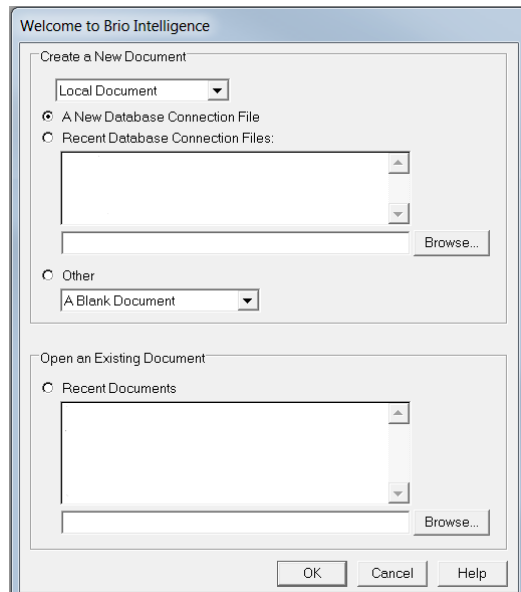 Welcome to Brio Intelligence
Create a New Document
Local Document
A New Database Connection File
Recent Database Connection Files:
Browse...
Other
A Blank Document
Open an Existing Document
Recent Documents
Browse...
OK Cancel Help